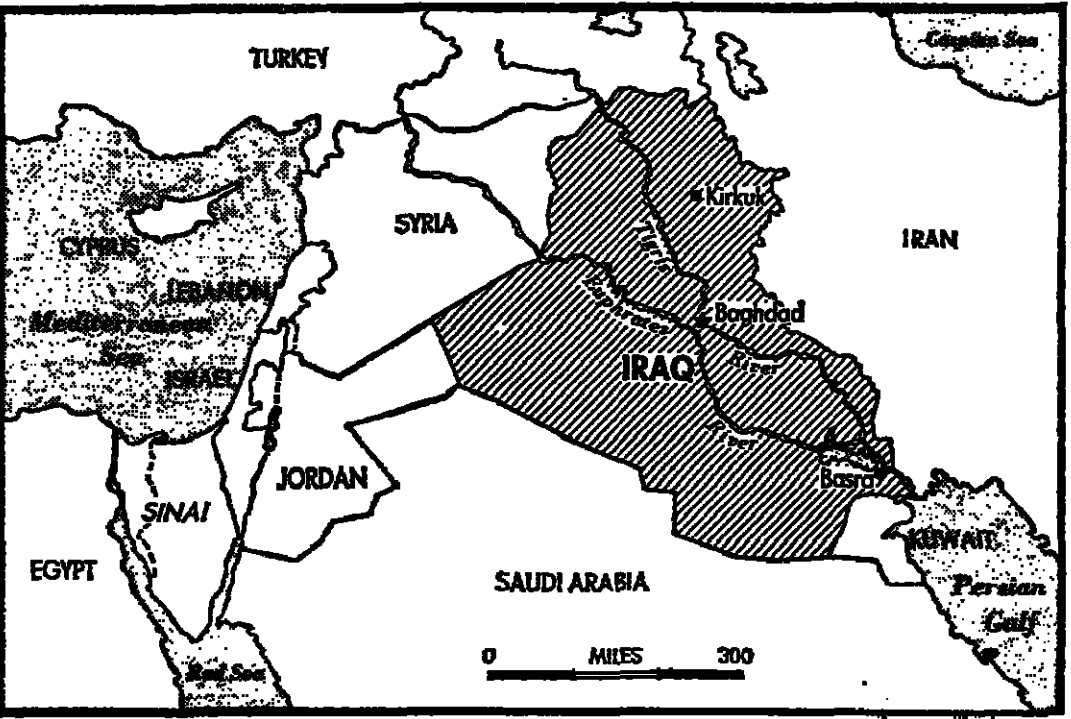 Caspian Sea
TURKEY
Kirkuk
SYRIA
IRAN
CYPRUS
Tigris
LEBANON
Euphrates
Baghdad
Mediterranean
Sea
IRAQ
River
ISRAEL
River
JORDAN
Basra
SINAI
KUWAIT
EGYPT
SAUDI ARABIA
Persian
Gulf
0 MILES 300
Red Sea